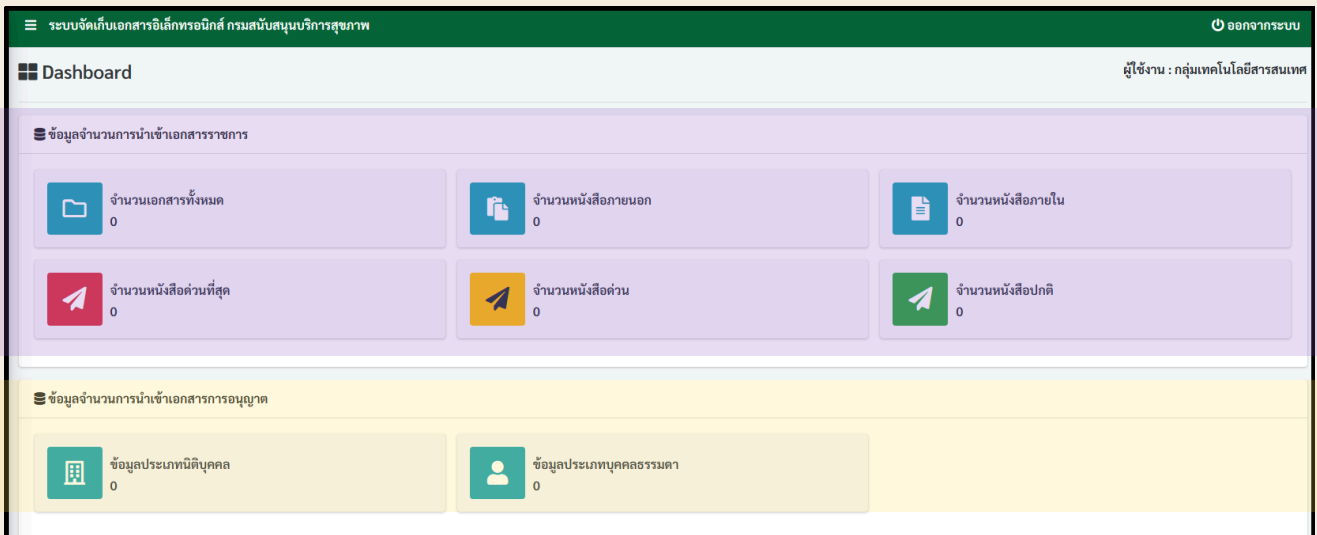 ระบบจัดเก็บเอกสารอิเล็กทรอนิกส์ กรมสนับสนุนบริการสุขภาพ
ออกจากระบบ
Dashboard
ผู้ใช้งาน : กลุ่มเทคโนโลยีสารสนเทศ
ข้อมูลจำนวนการนำเข้าเอกสารราชการ
จำนวนเอกสารทั้งหมด
0
จำนวนหนังสือภายนอก
0
จำนวนหนังสือภายใน
0
จำนวนหนังสือด่วนที่สุด
0
จำนวนหนังสือด่วน
0
จำนวนหนังสือปกติ
0
ข้อมูลจำนวนการนำเข้าเอกสารการอนุญาต
ข้อมูลประเภทนิติบุคคล
0
ข้อมูลประเภทบุคคลธรรมดา
0